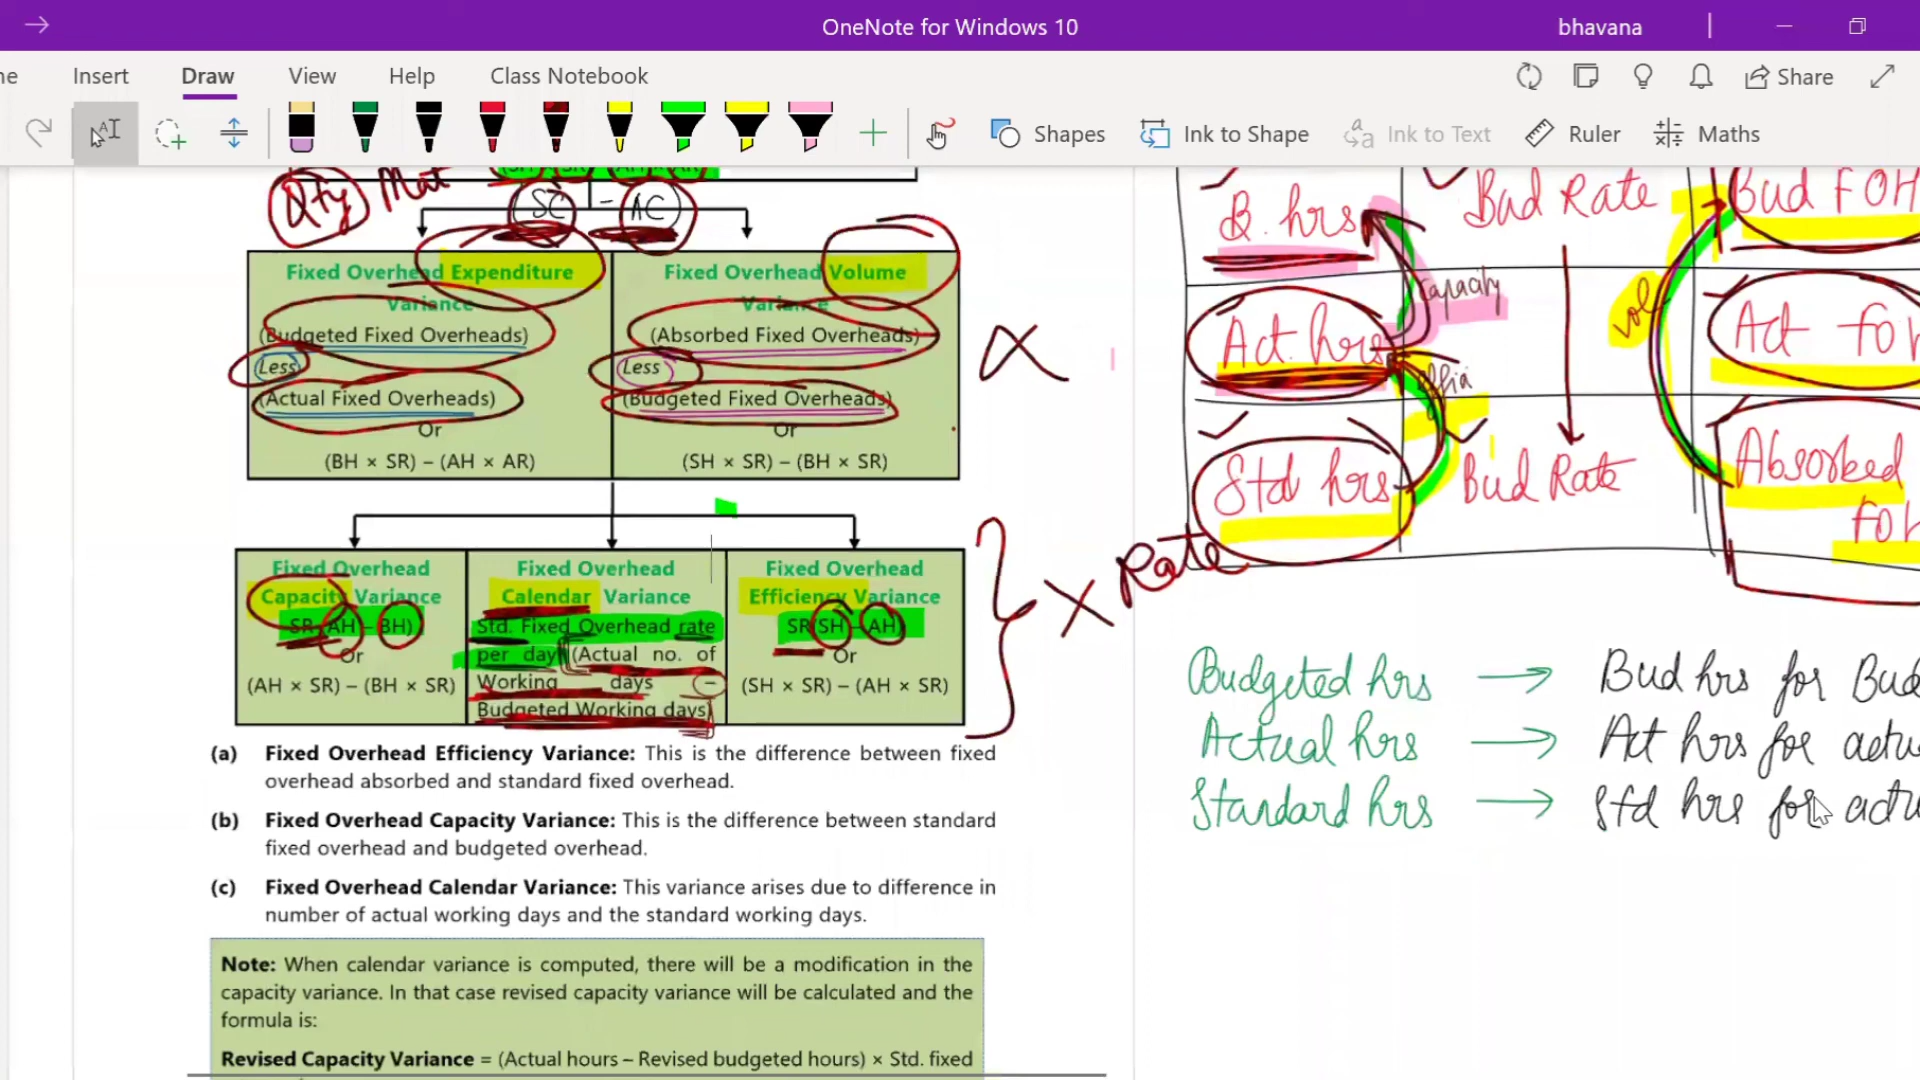 OneNote for Windows 10
bhavana
Insert
Draw
View
Help
Class Notebook
Share
Shapes
Ink to Shape
Ink to Text
Ruler
Maths
Qty Mat
SC - AC
Fixed Overhead Expenditure
Variance
(Budgeted Fixed Overheads)
Less
(Actual Fixed Overheads)
Or
(BH × SR) – (AH × AR)
Fixed Overhead Volume
Variance
(Absorbed Fixed Overheads)
Less
(Budgeted Fixed Overheads)
Or
(SH × SR) – (BH × SR)
Fixed Overhead
Capacity Variance
SR (AH – BH)
Or
(AH × SR) – (BH × SR)
Fixed Overhead
Calendar Variance
Std. Fixed Overhead rate
per day (Actual no. of
Working days –
Budgeted Working days)
Fixed Overhead
Efficiency Variance
SR(SH – AH)
Or
(SH × SR) – (AH × SR)
× Rate
(a) Fixed Overhead Efficiency Variance: This is the difference between fixed
overhead absorbed and standard fixed overhead.
(b) Fixed Overhead Capacity Variance: This is the difference between standard
fixed overhead and budgeted overhead.
(c) Fixed Overhead Calendar Variance: This variance arises due to difference in
number of actual working days and the standard working days.
Note: When calendar variance is computed, there will be a modification in the
capacity variance. In that case revised capacity variance will be calculated and the
formula is:
Revised Capacity Variance = (Actual hours – Revised budgeted hours) × Std. fixed
B. hrs Bud Rate Bud FOH
capacity
Act. hrs vol Act FOH
Std hrs Bud Rate Absorbed
FOH
Budgeted hrs → Bud hrs for Bud
Actual hrs → Act hrs for actu
Standard hrs → Std hrs for actu